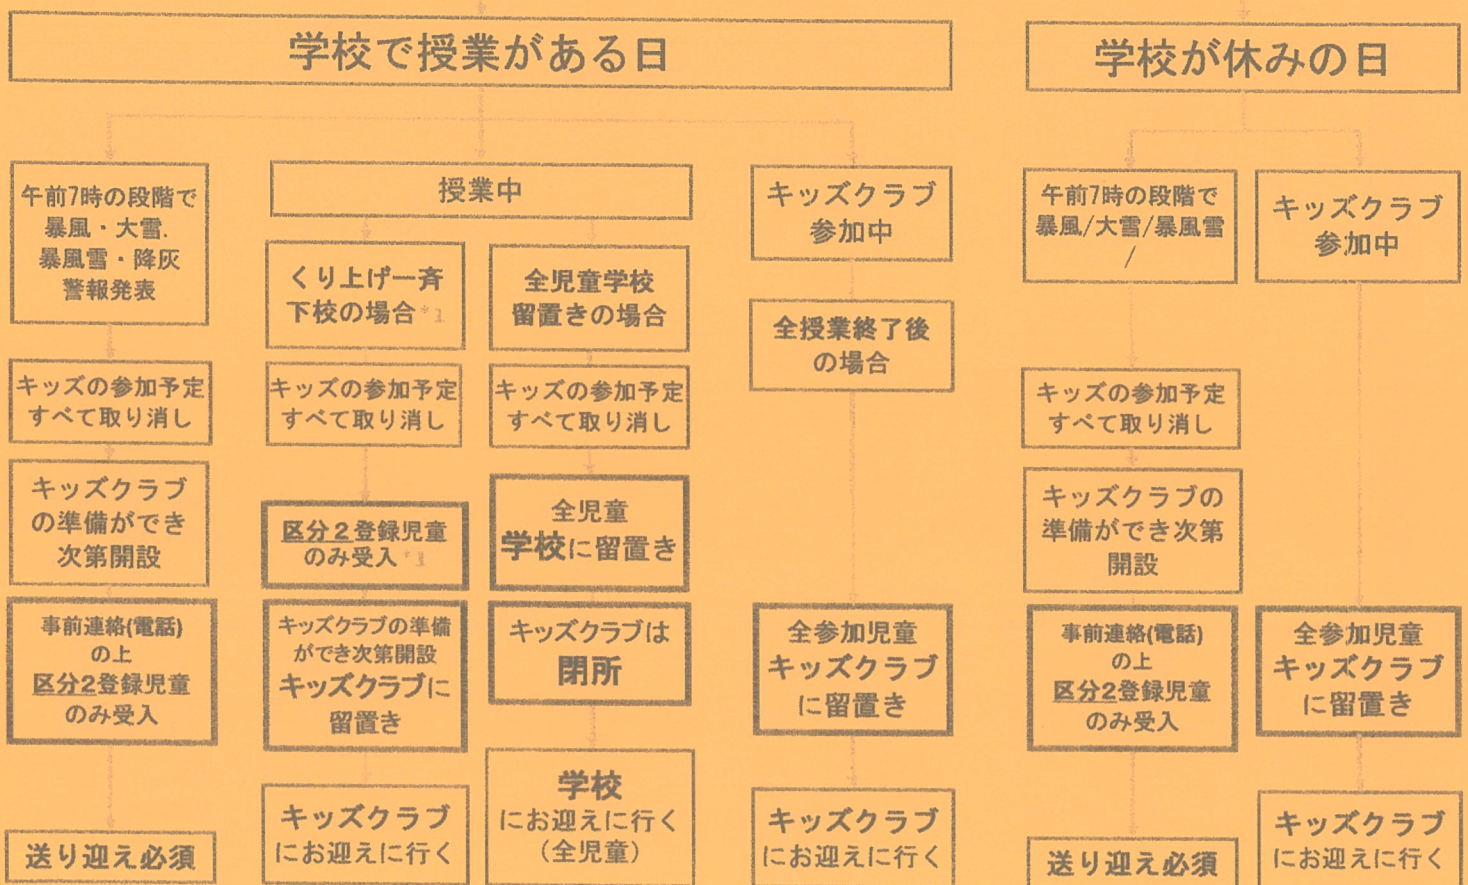 学校で授業がある日
午前7時の段階で
暴風・大雪.
暴風雪・降灰
警報発表
キッズの参加予定
すべて取り消し
キッズクラブ
の準備ができ
次第開設
事前連絡(電話)
の上
区分2登録児童
のみ受入
送り迎え必須
授業中
くり上げ一斉
下校の場合*1
キッズの参加予定
すべて取り消し
区分2登録児童
のみ受入*1
キッズクラブの準備
ができ次第開設
キッズクラブに
留置き
キッズクラブ
にお迎えに行く
全児童学校
留置きの場合
キッズの参加予定
すべて取り消し
全児童
学校に留置き
キッズクラブは
閉所
学校
にお迎えに行く
(全児童)
キッズクラブ
参加中
全授業終了後
の場合
全参加児童
キッズクラブ
に留置き
キッズクラブ
にお迎えに行く
学校が休みの日
午前7時の段階で
暴風/大雪/暴風雪
/
キッズの参加予定
すべて取り消し
キッズクラブの
準備ができ次第
開設
事前連絡(電話)
の上
区分2登録児童
のみ受入
送り迎え必須
キッズクラブ
参加中
全参加児童
キッズクラブ
に留置き
キッズクラブ
にお迎えに行く